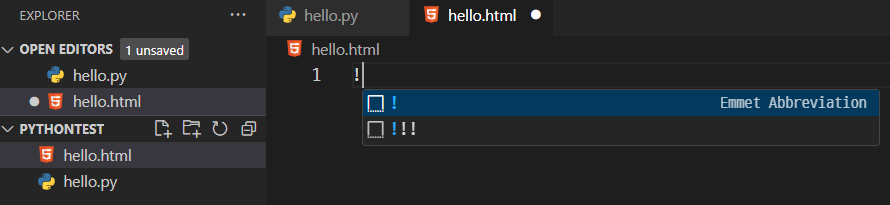 EXPLORER ···
OPEN EDITORS 1 unsaved
hello.py
hello.html
PYTHONTEST
hello.html
hello.py
hello.py hello.html
hello.html
1 !
! Emmet Abbreviation
!!!